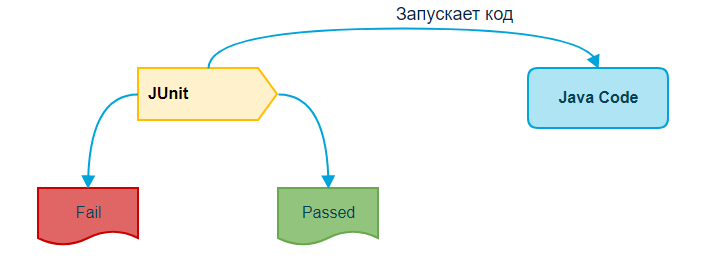 Запускает код
JUnit
Java Code
Fail
Passed